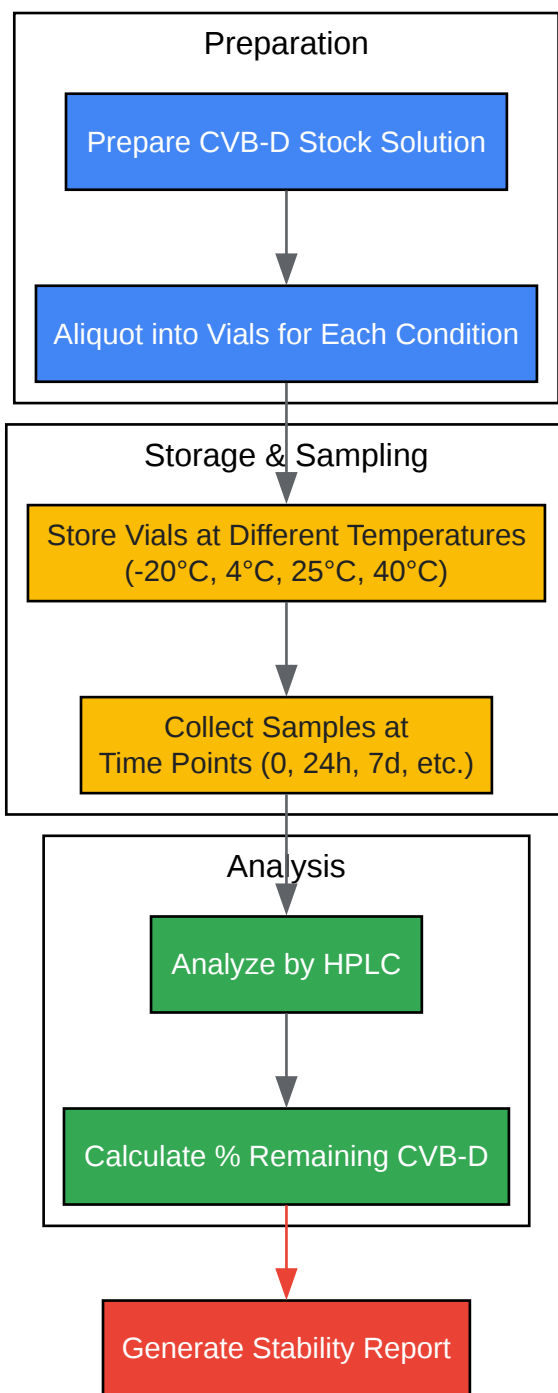 Preparation
Prepare CVB-D Stock Solution
Aliquot into Vials for Each Condition
Storage & Sampling
Store Vials at Different Temperatures
(-20°C, 4°C, 25°C, 40°C)
Collect Samples at
Time Points (0, 24h, 7d, etc.)
Analysis
Analyze by HPLC
Calculate % Remaining CVB-D
Generate Stability Report